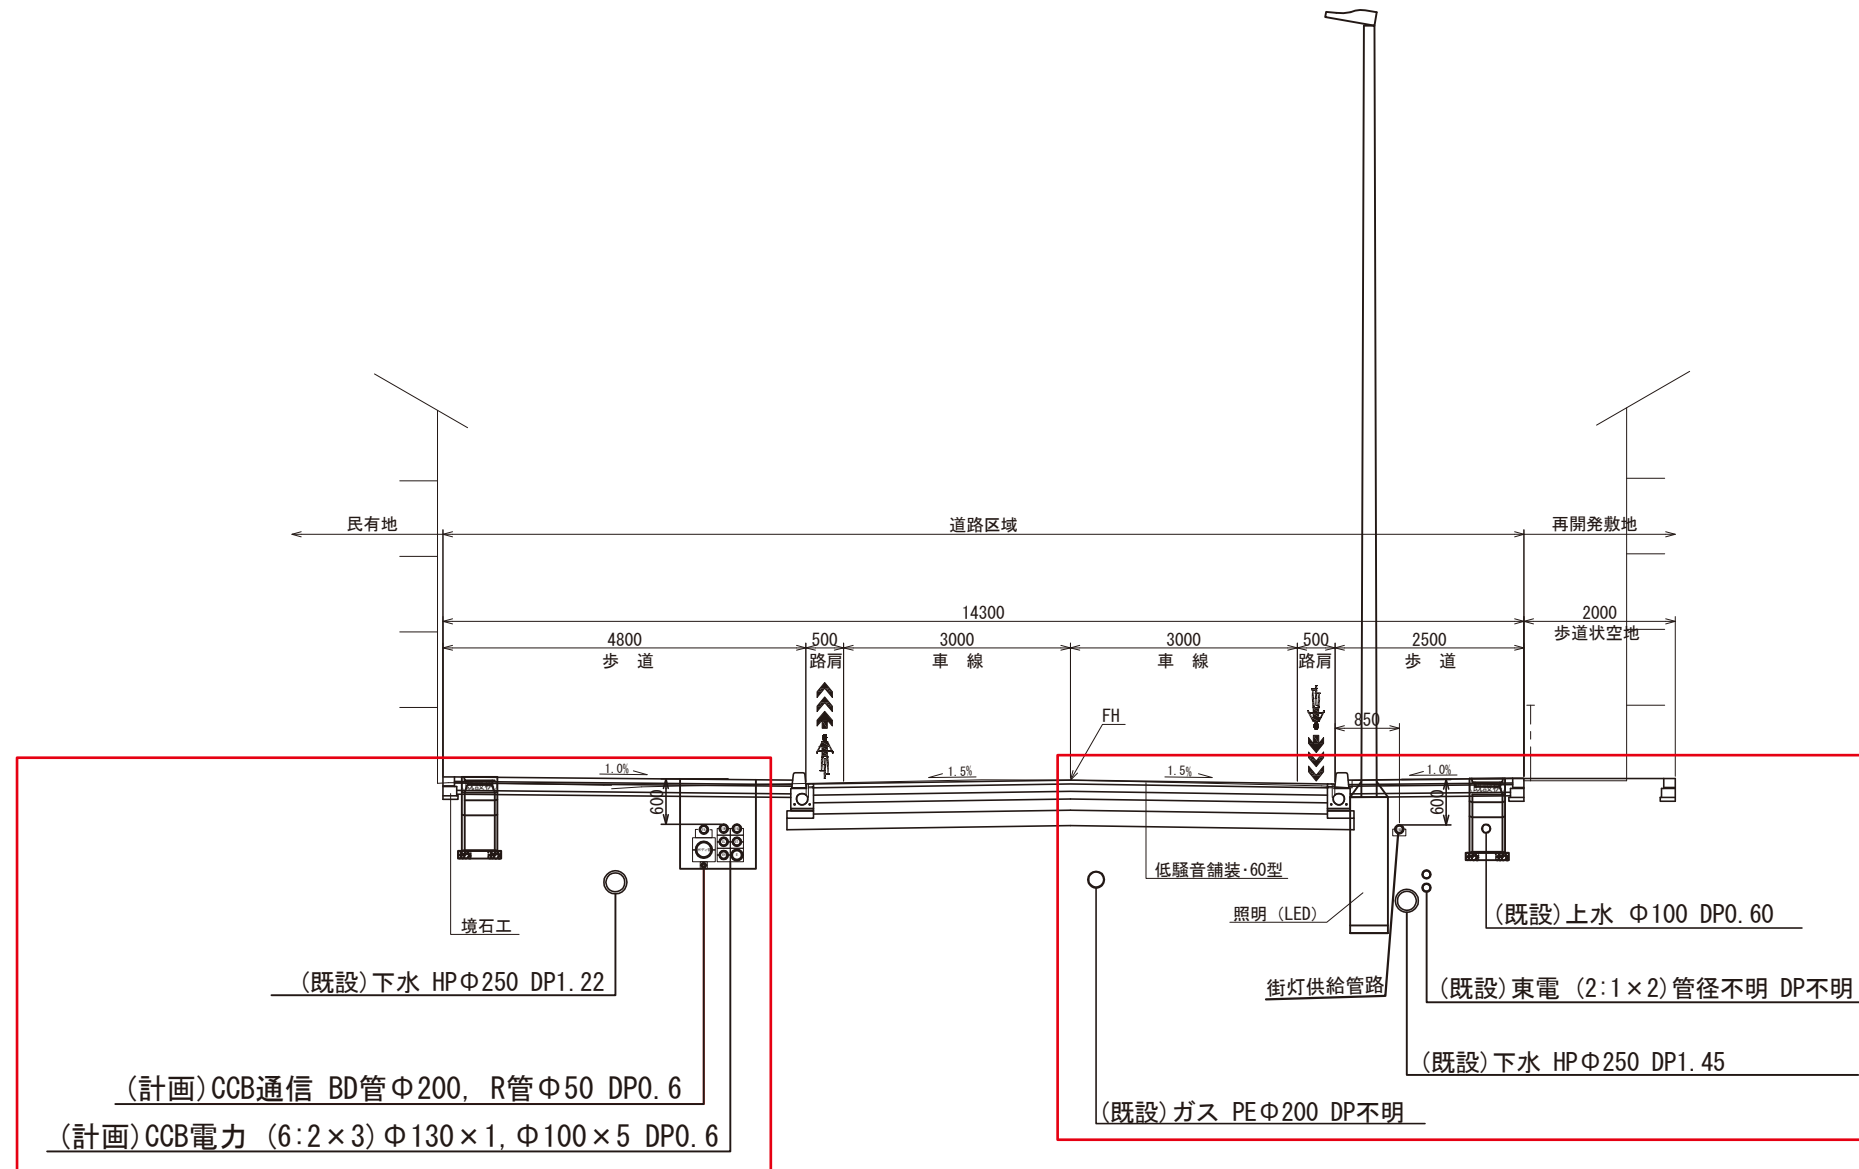 民有地
道路区域
再開発敷地
14300
2000
歩道状空地
4800
歩 道
500
路肩
3000
車 線
3000
車 線
500
路肩
2500
歩 道
FH
850
1.0%
1.5%
1.5%
1.0%
600
600
低騒音舗装・60型
照明 (LED)
境石工
(既設)上水 Φ100 DP0.60
(既設)下水 HPΦ250 DP1.22
街灯供給管路
(既設)東電 (2:1×2)管径不明 DP不明
(既設)下水 HPΦ250 DP1.45
(計画)CCB通信 BD管Φ200, R管Φ50 DP0.6
(既設)ガス PEΦ200 DP不明
(計画)CCB電力 (6:2×3)Φ130×1,Φ100×5 DP0.6